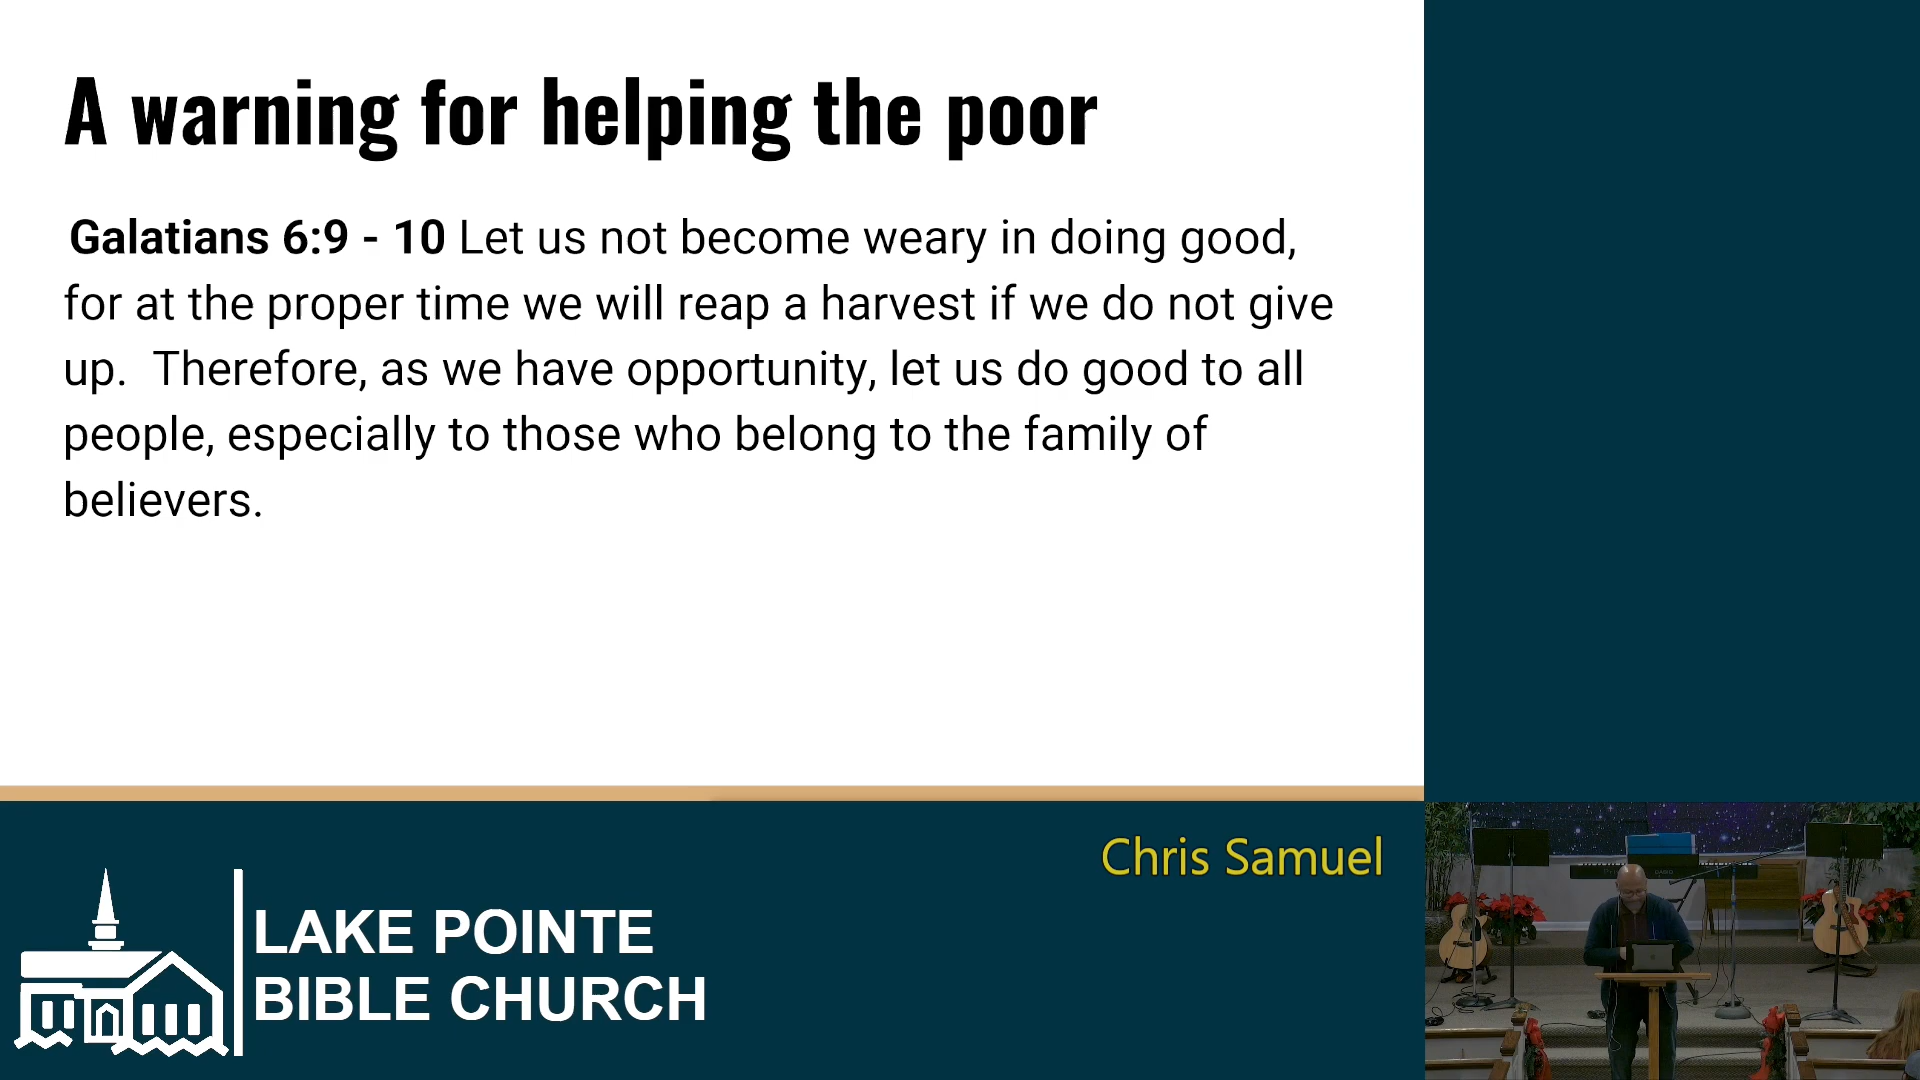 A warning for helping the poor
Galatians 6:9 - 10 Let us not become weary in doing good,
for at the proper time we will reap a harvest if we do not give
up.  Therefore, as we have opportunity, let us do good to all
people, especially to those who belong to the family of
believers.
Chris Samuel
LAKE POINTE
BIBLE CHURCH